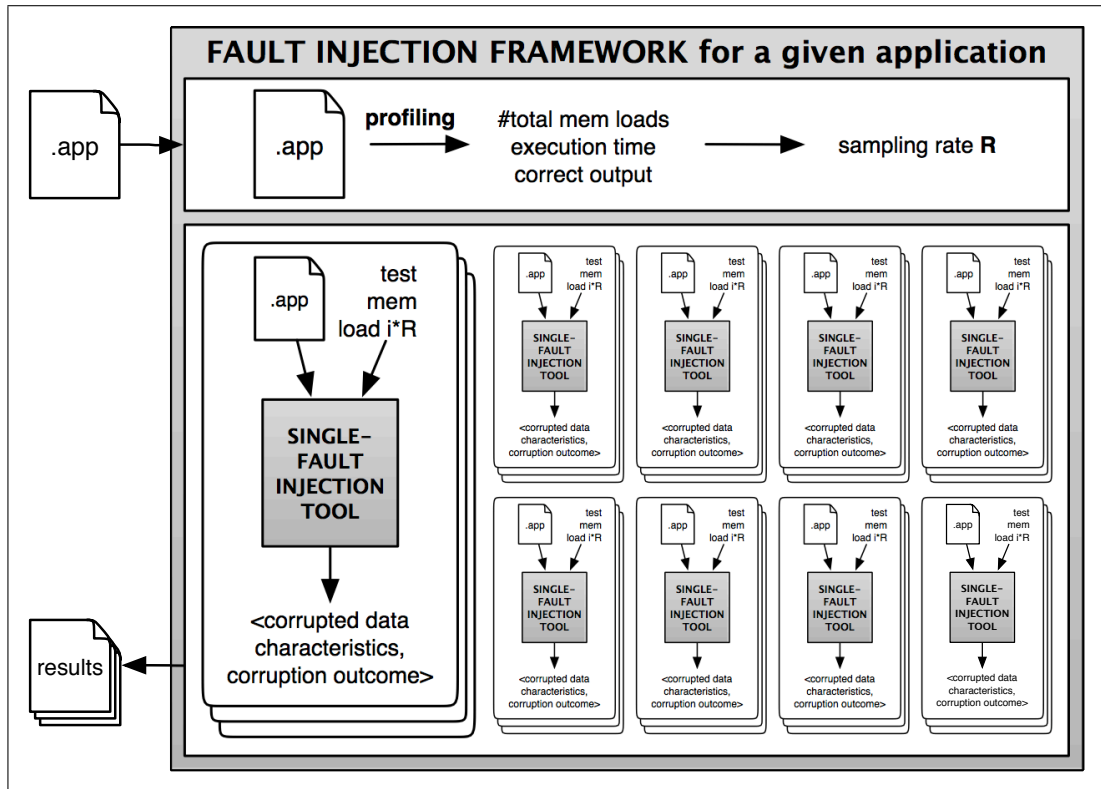 FAULT INJECTION FRAMEWORK for a given application
.app
.app
profiling
#total mem loads
execution time
correct output
sampling rate R
.app
test
mem
load i*R
SINGLE-
FAULT
INJECTION
TOOL
<corrupted data
characteristics,
corruption outcome>
.app
test
mem
load i*R
SINGLE-
FAULT
INJECTION
TOOL
<corrupted data
characteristics,
corruption outcome>
.app
test
mem
load i*R
SINGLE-
FAULT
INJECTION
TOOL
<corrupted data
characteristics,
corruption outcome>
.app
test
mem
load i*R
SINGLE-
FAULT
INJECTION
TOOL
<corrupted data
characteristics,
corruption outcome>
.app
test
mem
load i*R
SINGLE-
FAULT
INJECTION
TOOL
<corrupted data
characteristics,
corruption outcome>
.app
test
mem
load i*R
SINGLE-
FAULT
INJECTION
TOOL
<corrupted data
characteristics,
corruption outcome>
.app
test
mem
load i*R
SINGLE-
FAULT
INJECTION
TOOL
<corrupted data
characteristics,
corruption outcome>
.app
test
mem
load i*R
SINGLE-
FAULT
INJECTION
TOOL
<corrupted data
characteristics,
corruption outcome>
.app
test
mem
load i*R
SINGLE-
FAULT
INJECTION
TOOL
<corrupted data
characteristics,
corruption outcome>
results